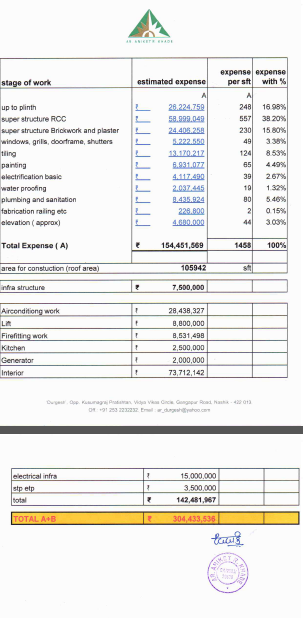 AR ANIKET D KHADE
stage of work estimated expense expense per sft expense with %
A A
up to plinth ₹ 26,224,759 248 16.98%
super structure RCC ₹ 58,999,049 557 38.20%
super structure Brickwork and plaster ₹ 24,406,258 230 15.80%
windows, grills, doorframe, shutters ₹ 5,222,550 49 3.38%
tiling ₹ 13,170,217 124 8.53%
painting ₹ 6,931,077 65 4.49%
electrification basic ₹ 4,117,490 39 2.67%
water proofing ₹ 2,037,445 19 1.32%
plumbing and sanitation ₹ 8,435,924 80 5.46%
fabrication railing etc ₹ 226,800 2 0.15%
elevation ( approx) ₹ 4,680,000 44 3.03%
Total Expense ( A) ₹ 154,451,569 1458 100%
area for constuction (roof area) 105942 sft
infra structure ₹ 7,500,000
Airconditiong work ₹ 28,438,327
Lift ₹ 8,800,000
Firefitting work ₹ 8,531,498
Kitchen ₹ 2,500,000
Generator ₹ 2,000,000
Interior ₹ 73,712,142
Durgesh , Opp. Kusumagraj Pratisthan, Vidya Vikas Circle, Gangapur Road, Nashik - 422 013.
Off : +91 253 2232232, Email : ar_durgesh@yahoo.com
electrical infra ₹ 15,000,000
stp etp ₹ 3,500,000
total ₹ 142,481,967
TOTAL A+B ₹ 304,433,536